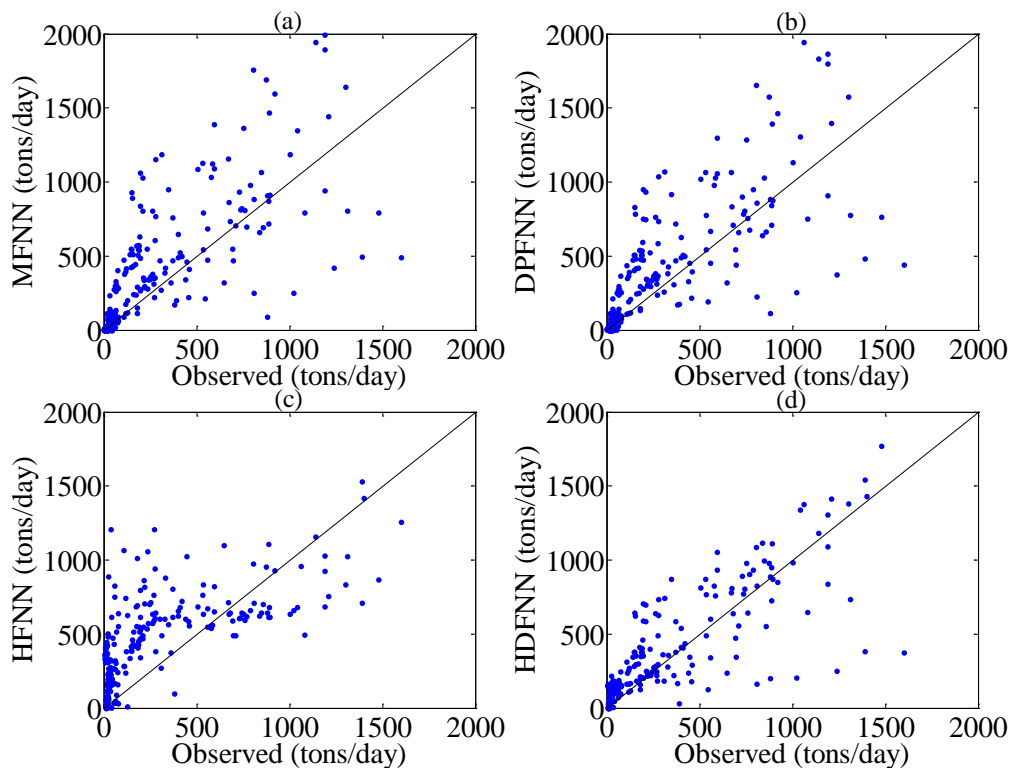 (a)
2000
1500
1000
500
0
MFNN (tons/day)
0 500 1000 1500 2000
Observed (tons/day)
(b)
2000
1500
1000
500
0
DPFNN (tons/day)
0 500 1000 1500 2000
Observed (tons/day)
(c)
2000
1500
1000
500
0
HFNN (tons/day)
0 500 1000 1500 2000
Observed (tons/day)
(d)
2000
1500
1000
500
0
HDFNN (tons/day)
0 500 1000 1500 2000
Observed (tons/day)